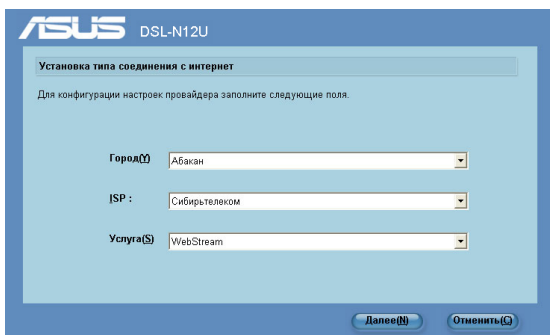 ASUS DSL-N12U
Установка типа соединения с интернет
Для конфигурации настроек провайдера заполните следующие поля.
Город(Y) Абакан
ISP : Сибирьтелеком
Услуга(S) WebStream
Далее(N) Отменить(C)